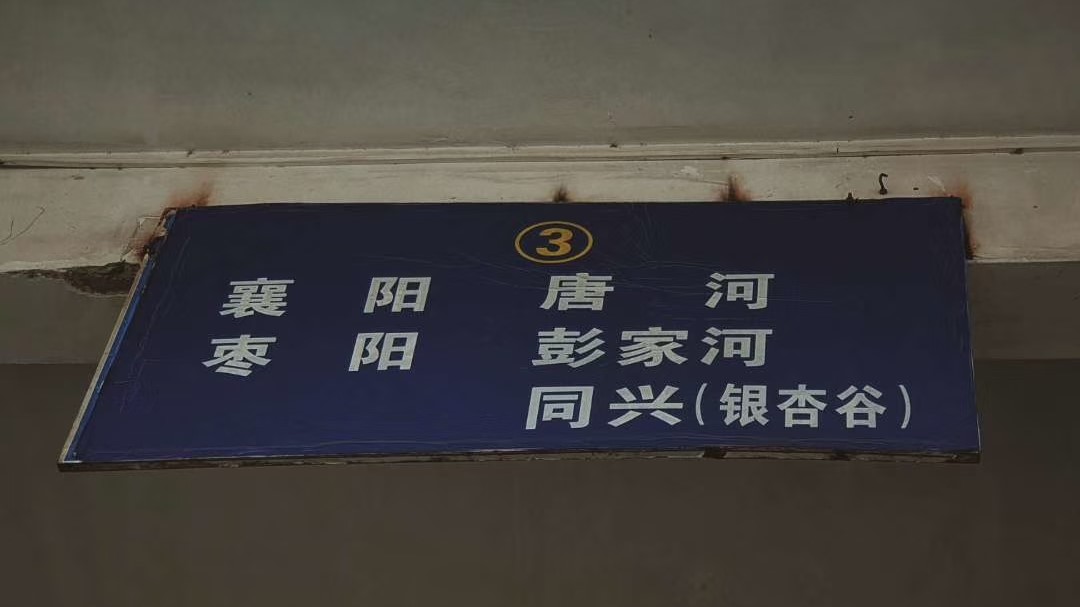 ③
襄阳 唐河
枣阳 彭家河
同兴(银杏谷)